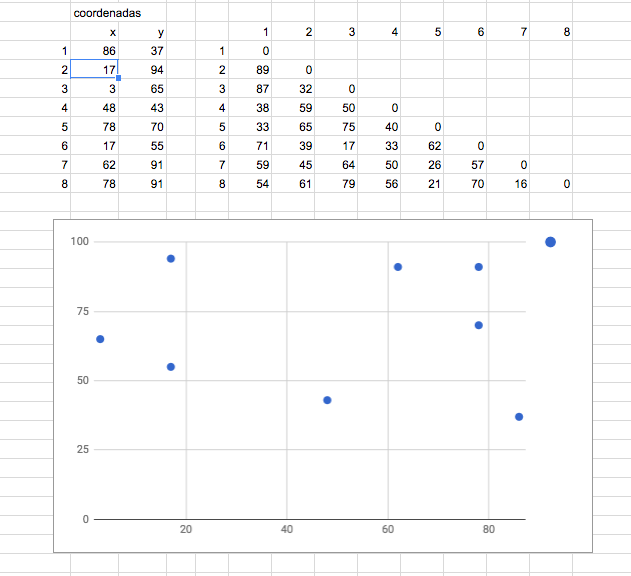 coordenadas
x y 1 2 3 4 5 6 7 8
1 86 37 1 0
2 17 94 2 89 0
3 3 65 3 87 32 0
4 48 43 4 38 59 50 0
5 78 70 5 33 65 75 40 0
6 17 55 6 71 39 17 33 62 0
7 62 91 7 59 45 64 50 26 57 0
8 78 91 8 54 61 79 56 21 70 16 0
100
75
50
25
0
20 40 60 80